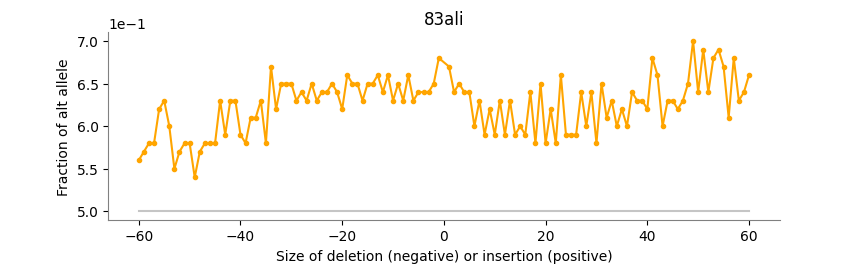 83ali
1e−1
7.0
6.5
6.0
5.5
5.0
Fraction of alt allele
−60 −40 −20 0 20 40 60
Size of deletion (negative) or insertion (positive)